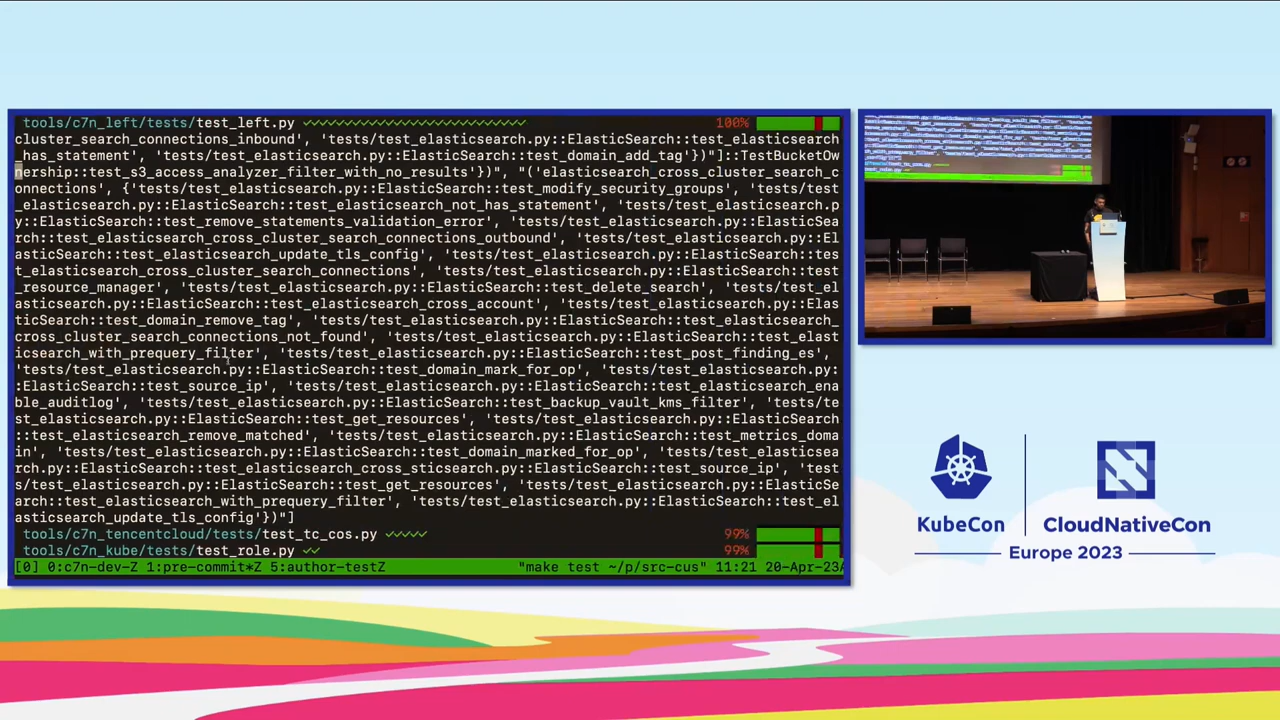 tools/c7n_left/tests/test_left.py ✓✓✓✓✓✓✓✓✓✓✓✓✓✓✓✓✓✓✓✓✓✓✓✓✓✓✓ 100%
cluster_search_connections_inbound', 'tests/test_elasticsearch.py::ElasticSearch::test_elasticsearch
_has_statement', 'tests/test_elasticsearch.py::ElasticSearch::test_domain_add_tag'})"]::TestBucketOw
nership::test_s3_access_analyzer_filter_with_no_results'})", "('elasticsearch_cross_cluster_search_c
onnections', {'tests/test_elasticsearch.py::ElasticSearch::test_modify_security_groups', 'tests/test
_elasticsearch.py::ElasticSearch::test_elasticsearch_not_has_statement', 'tests/test_elasticsearch.p
y::ElasticSearch::test_remove_statements_validation_error', 'tests/test_elasticsearch.py::ElasticSea
rch::test_elasticsearch_cross_cluster_search_connections_outbound', 'tests/test_elasticsearch.py::El
asticSearch::test_elasticsearch_update_tls_config', 'tests/test_elasticsearch.py::ElasticSearch::tes
t_elasticsearch_cross_cluster_search_connections', 'tests/test_elasticsearch.py::ElasticSearch::test
_resource_manager', 'tests/test_elasticsearch.py::ElasticSearch::test_delete_search', 'tests/test_el
asticsearch.py::ElasticSearch::test_elasticsearch_cross_account', 'tests/test_elasticsearch.py::Elas
ticSearch::test_domain_remove_tag', 'tests/test_elasticsearch.py::ElasticSearch::test_elasticsearch_
cross_cluster_search_connections_not_found', 'tests/test_elasticsearch.py::ElasticSearch::test_elast
icsearch_with_prequery_filter', 'tests/test_elasticsearch.py::ElasticSearch::test_post_finding_es',
'tests/test_elasticsearch.py::ElasticSearch::test_domain_mark_for_op', 'tests/test_elasticsearch.py:
:ElasticSearch::test_source_ip', 'tests/test_elasticsearch.py::ElasticSearch::test_elasticsearch_ena
ble_auditlog', 'tests/test_elasticsearch.py::ElasticSearch::test_backup_vault_kms_filter', 'tests/te
st_elasticsearch.py::ElasticSearch::test_get_resources', 'tests/test_elasticsearch.py::ElasticSearch
::test_elasticsearch_remove_matched', 'tests/test_elasticsearch.py::ElasticSearch::test_metrics_doma
in', 'tests/test_elasticsearch.py::ElasticSearch::test_domain_marked_for_op', 'tests/test_elasticsea
rch.py::ElasticSearch::test_elasticsearch_cross_sticsearch.py::ElasticSearch::test_source_ip', 'test
s/test_elasticsearch.py::ElasticSearch::test_get_resources', 'tests/test_elasticsearch.py::ElasticSe
arch::test_elasticsearch_with_prequery_filter', 'tests/test_elasticsearch.py::ElasticSearch::test_el
asticsearch_update_tls_config'})"]
tools/c7n_tencentcloud/tests/test_tc_cos.py ✓✓✓✓✓ 99%
tools/c7n_kube/tests/test_role.py ✓✓ 99%
[0] 0:c7n-dev-Z 1:pre-commit*Z 5:author-testZ "make test ~/p/src-cus" 11:21 20-Apr-23
KubeCon
CloudNativeCon
Europe 2023